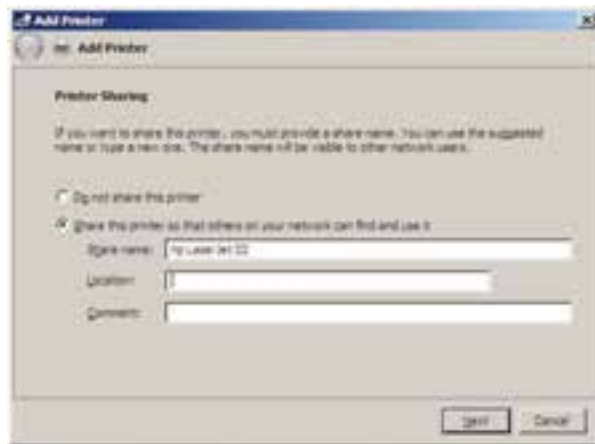 Add Printer
Add Printer
Printer Sharing
If you want to share this printer, you must provide a share name. You can use the suggested
name or type a new one. The share name will be visible to other network users.
Do not share this printer
Share this printer so that others on your network can find and use it
Share name: hp LaserJet
Location:
Comment:
Next Cancel